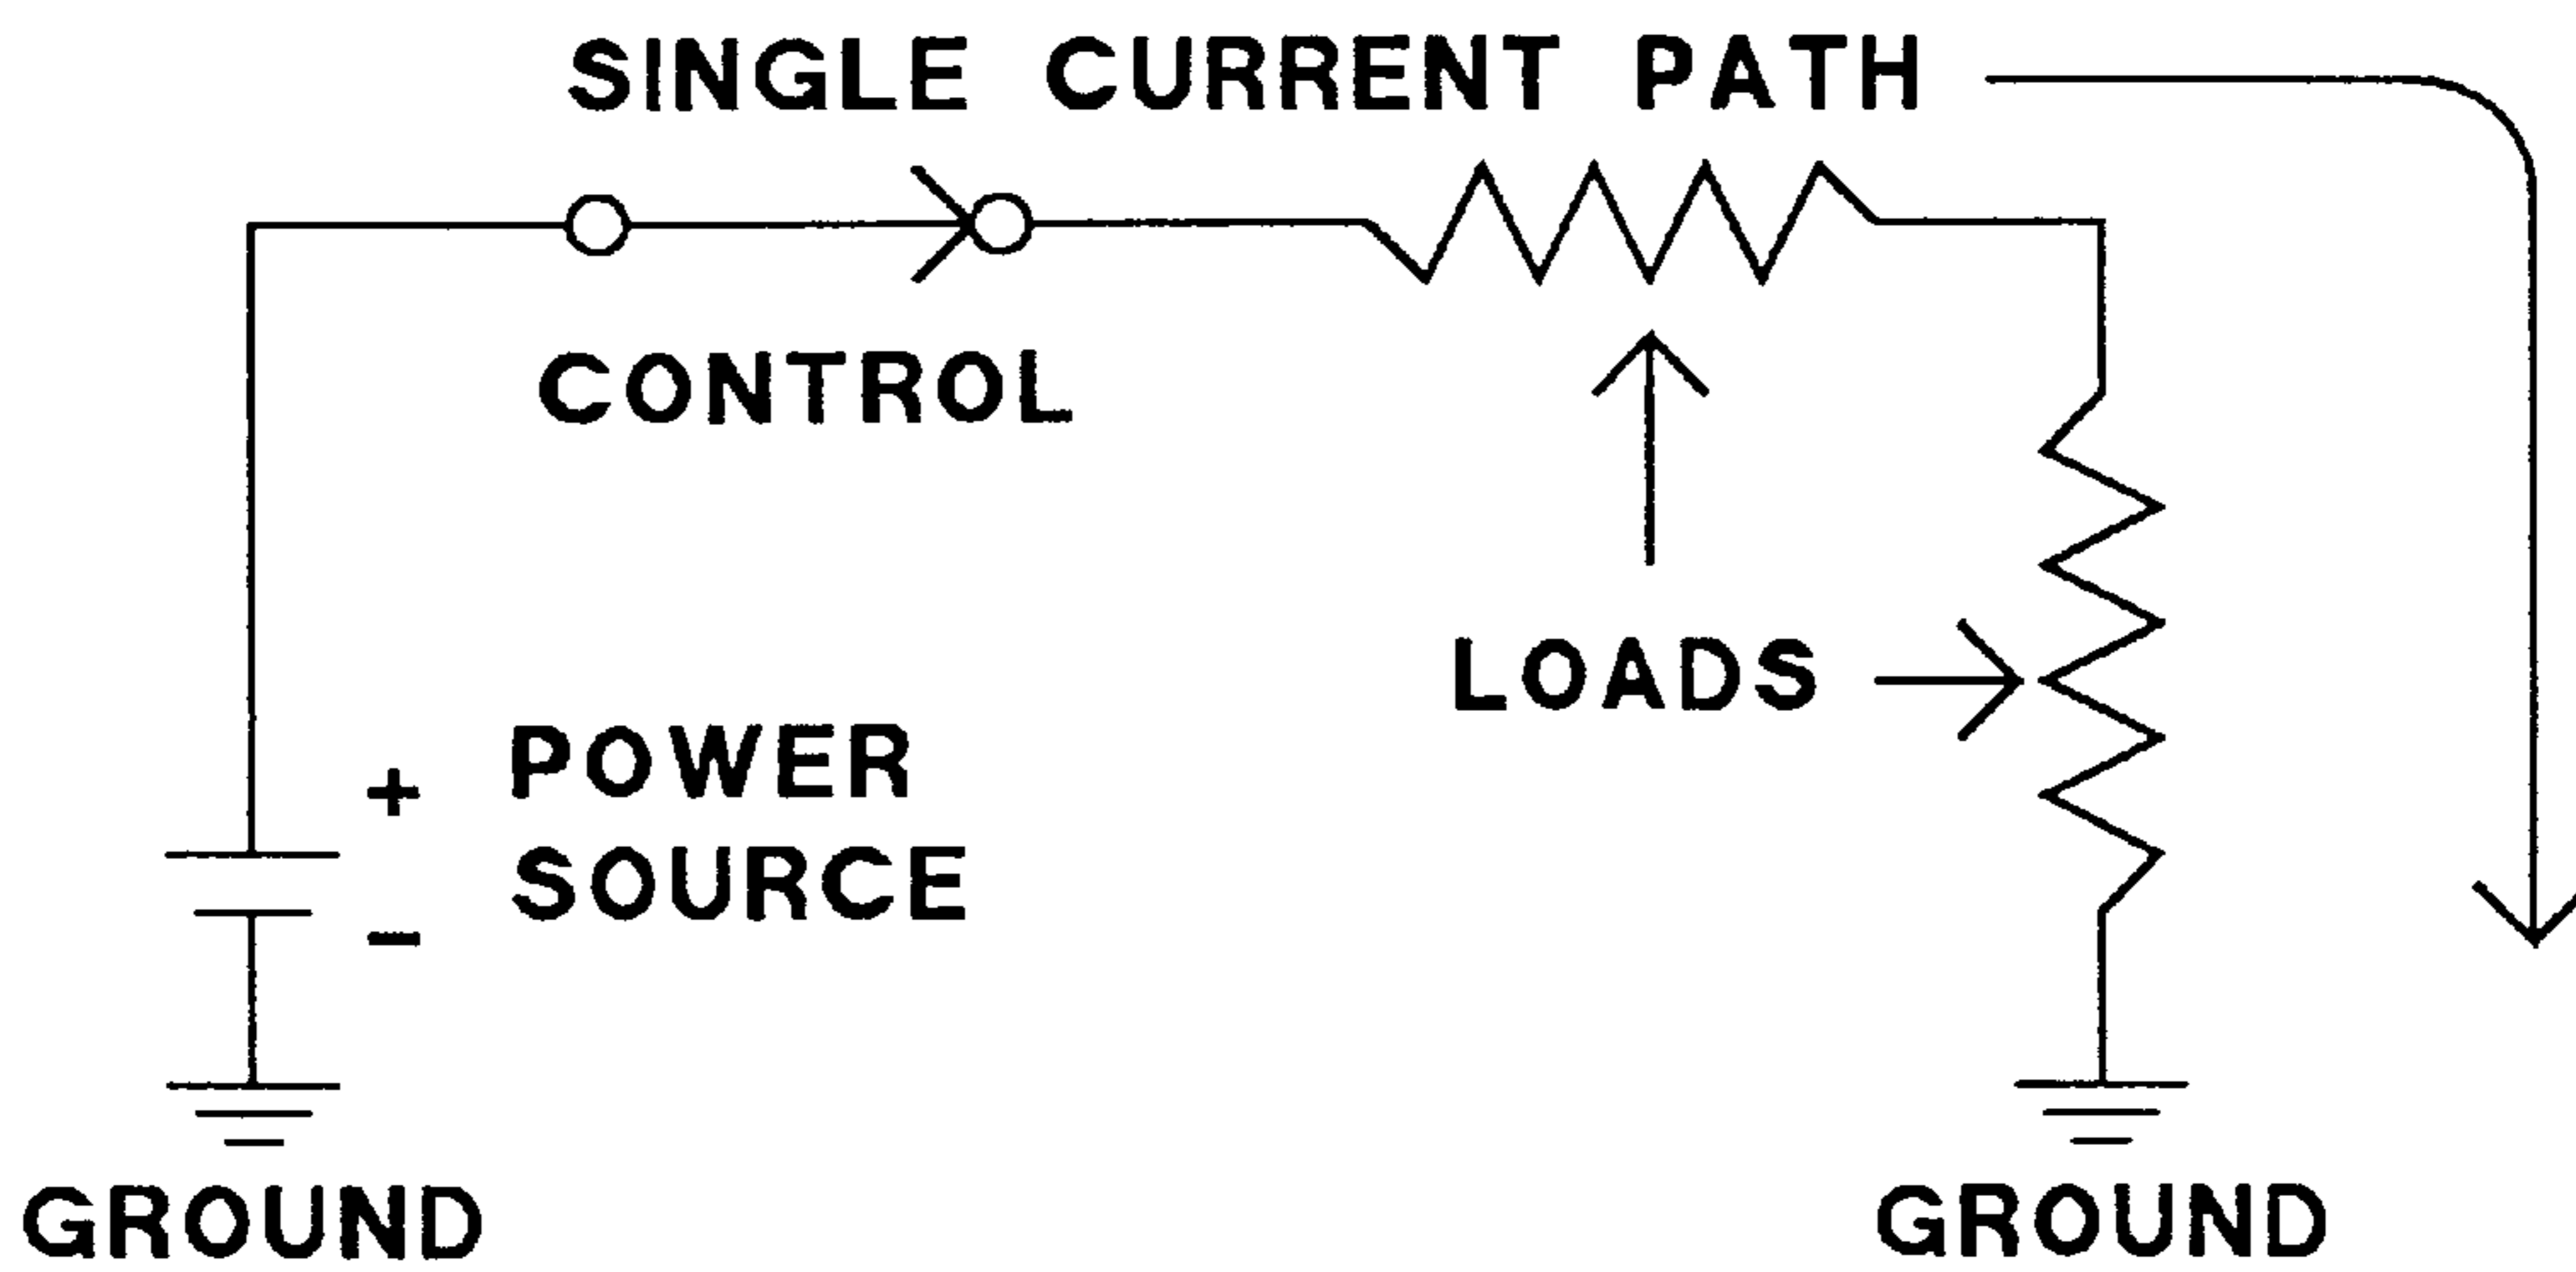 SINGLE CURRENT PATH
CONTROL
LOADS
+
POWER
SOURCE
−
GROUND
GROUND